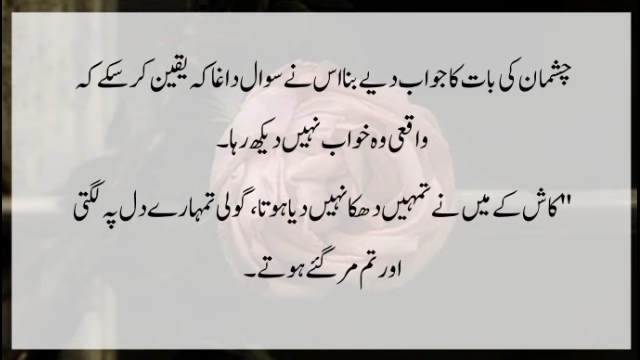 چشمان کی بات کا جواب دیے بنا اس نے سوال داغا کہ یقین کر سکے کہ
واقعی وہ خواب نہیں دیکھ رہا۔
"کاش کے میں نے تمہیں دھکا نہیں دیا ہوتا، گولی تمہارے دل پہ لگتی
اور تم مر گئے ہوتے۔